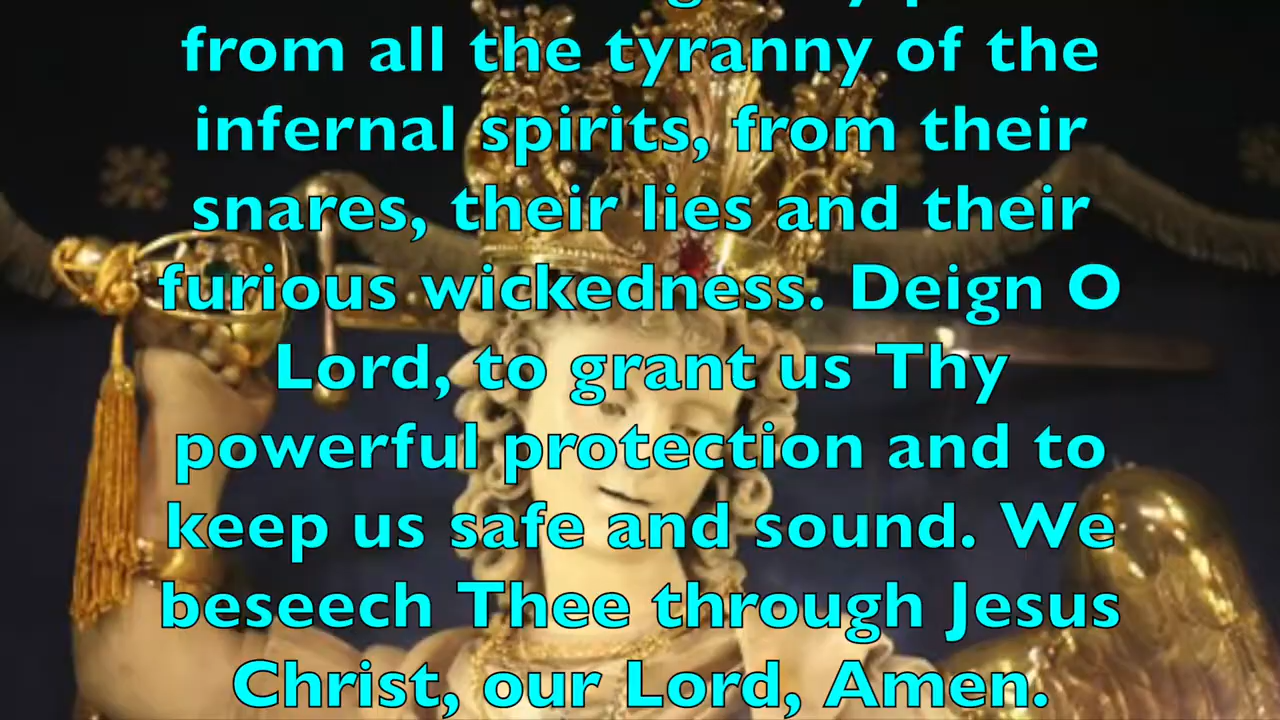 from all the tyranny of the
infernal spirits, from their
snares, their lies and their
furious wickedness. Deign O
Lord, to grant us Thy
powerful protection and to
keep us safe and sound. We
beseech Thee through Jesus
Christ, our Lord, Amen.